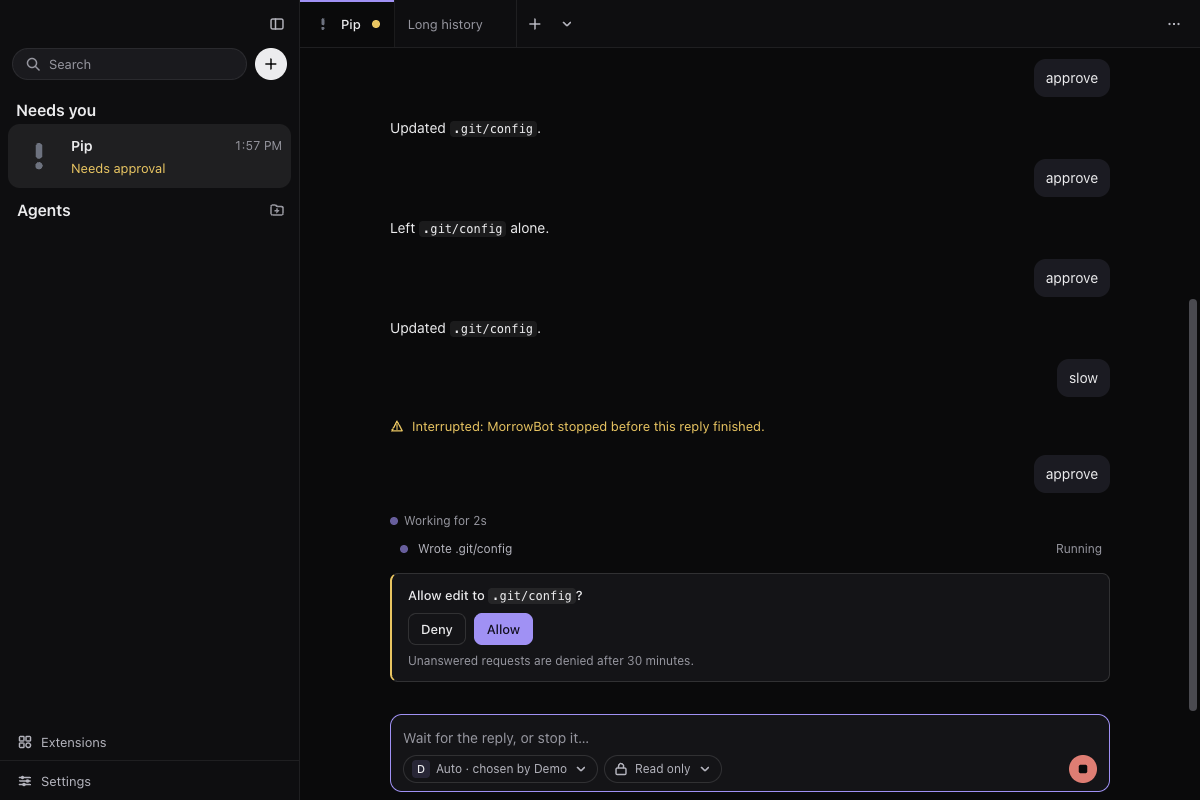 Search
Needs you
Pip
1:57 PM
Needs approval
Agents
Extensions
Settings
Pip
Long history
approve
Updated .git/config.
approve
Left .git/config alone.
approve
Updated .git/config.
slow
Interrupted: MorrowBot stopped before this reply finished.
approve
Working for 2s
Wrote .git/config
Running
Allow edit to .git/config?
Deny
Allow
Unanswered requests are denied after 30 minutes.
Wait for the reply, or stop it…
D Auto · chosen by Demo
Read only